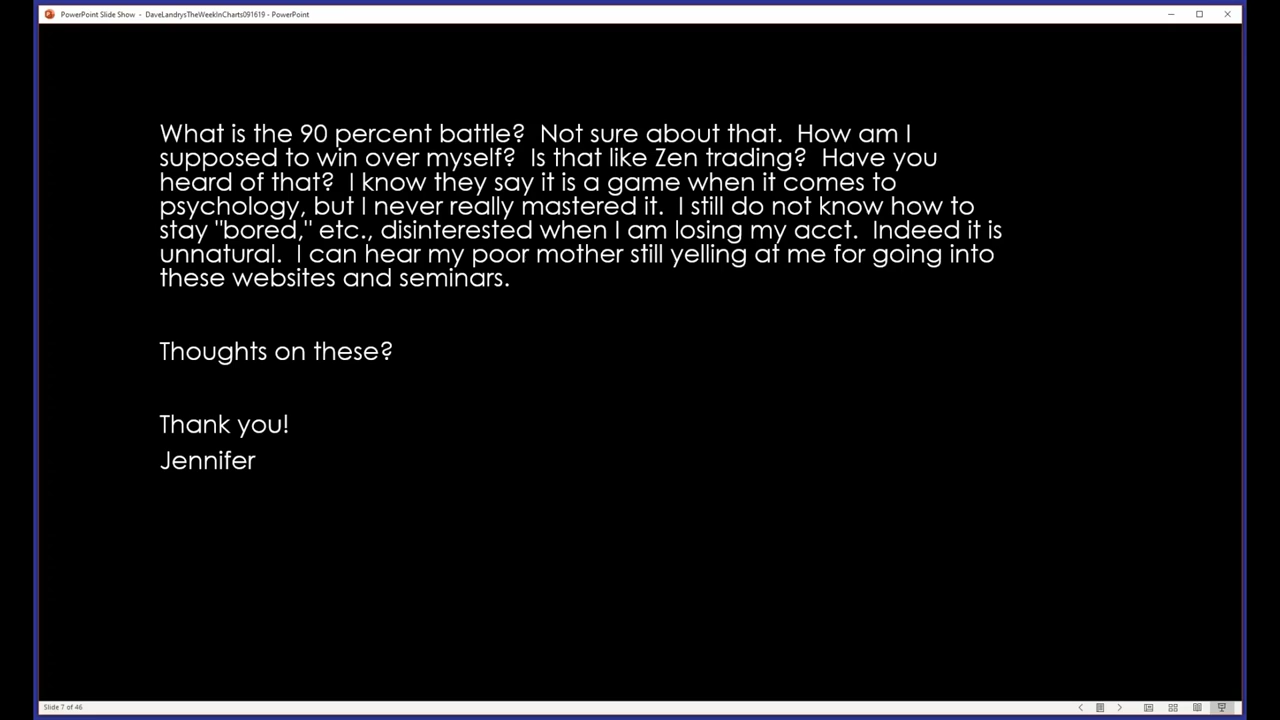 PowerPoint Slide Show - DaveLandrysTheWeekInCharts091619 - PowerPoint
What is the 90 percent battle?  Not sure about that.  How am I
supposed to win over myself?  Is that like Zen trading?  Have you
heard of that?  I know they say it is a game when it comes to
psychology, but I never really mastered it.  I still do not know how to
stay "bored," etc., disinterested when I am losing my acct.  Indeed it is
unnatural.  I can hear my poor mother still yelling at me for going into
these websites and seminars.
Thoughts on these?
Thank you!
Jennifer
Slide 7 of 46